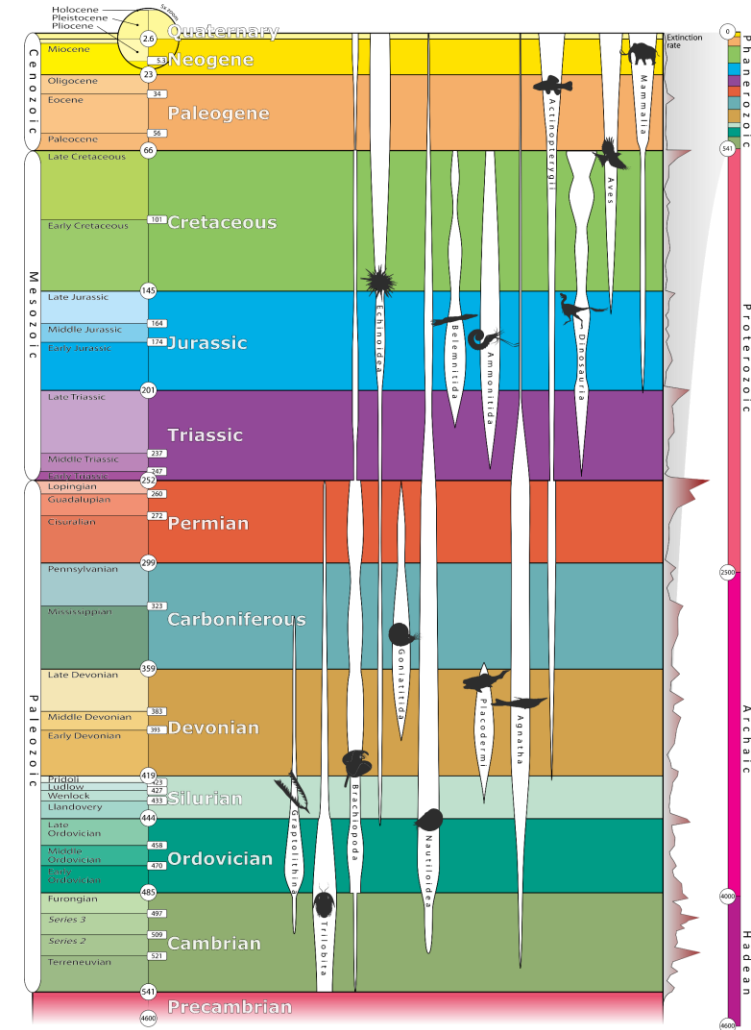 Holocene
Pleistocene
Pliocene
5x zoom
2.6
5.3
Quaternary
Miocene
Neogene
23
Oligocene
34
Eocene
Paleogene
56
Paleocene
66
Late Cretaceous
101
Cretaceous
Early Cretaceous
145
Late Jurassic
164
Middle Jurassic
174
Jurassic
Early Jurassic
201
Late Triassic
Triassic
237
Middle Triassic
247
Early Triassic
252
Lopingian
260
Guadalupian
272
Permian
Cisuralian
299
Pennsylvanian
323
Mississippian
Carboniferous
359
Late Devonian
383
Middle Devonian
Devonian
393
Early Devonian
419
Pridoli
423
Ludlow
427
Wenlock
433
Silurian
Llandovery
444
Late
Ordovician
458
Middle
Ordovician
Ordovician
470
Early
Ordovician
485
Furongian
497
Series 3
509
Series 2
Cambrian
521
Terreneuvian
541
Precambrian
4600
Cenozoic
Mesozoic
Paleozoic
Graptolithina
Trilobita
Brachiopoda
Echinoidea
Goniatitida
Nautiloidea
Belemnitida
Ammonitida
Placodermi
Agnatha
Actinopterygii
Dinosauria
Aves
Mammalia
Extinction
rate
0
541
2500
4000
4600
Phanerozoic
Proterozoic
Archaic
Hadean